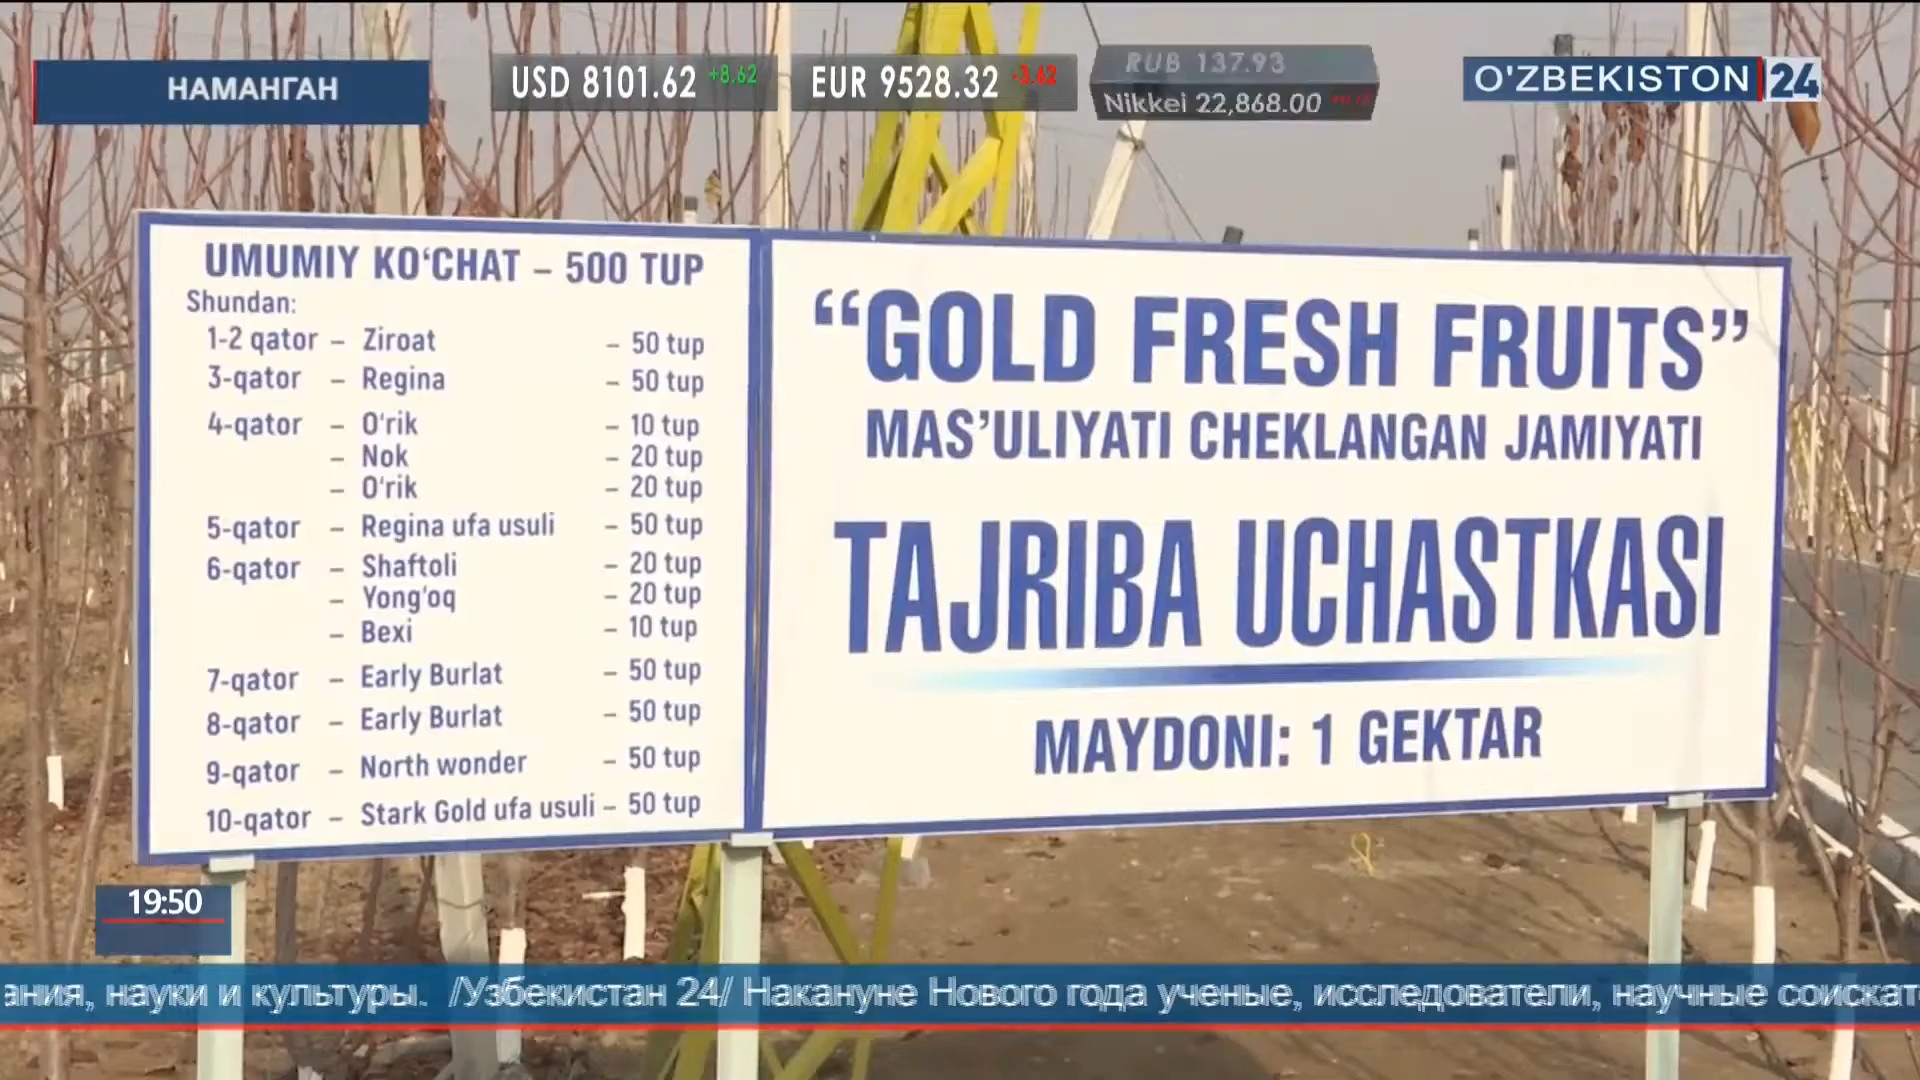 НАМАНГАН
USD 8101.62 +8.62
EUR 9528.32 -3.62
RUB 137.93
Nikkei 22,868.00
O'ZBEKISTON 24
UMUMIY KO‘CHAT – 500 TUP
Shundan:
1-2 qator – Ziroat – 50 tup
3-qator – Regina – 50 tup
4-qator – O‘rik – 10 tup
– Nok – 20 tup
– O‘rik – 20 tup
5-qator – Regina ufa usuli – 50 tup
6-qator – Shaftoli – 20 tup
– Yong‘oq – 20 tup
– Bexi – 10 tup
7-qator – Early Burlat – 50 tup
8-qator – Early Burlat – 50 tup
9-qator – North wonder – 50 tup
10-qator – Stark Gold ufa usuli – 50 tup
“GOLD FRESH FRUITS”
MAS’ULIYATI CHEKLANGAN JAMIYATI
TAJRIBA UCHASTKASI
MAYDONI: 1 GEKTAR
19:50
ания, науки и культуры. /Узбекистан 24/ Накануне Нового года ученые, исследователи, научные соискат